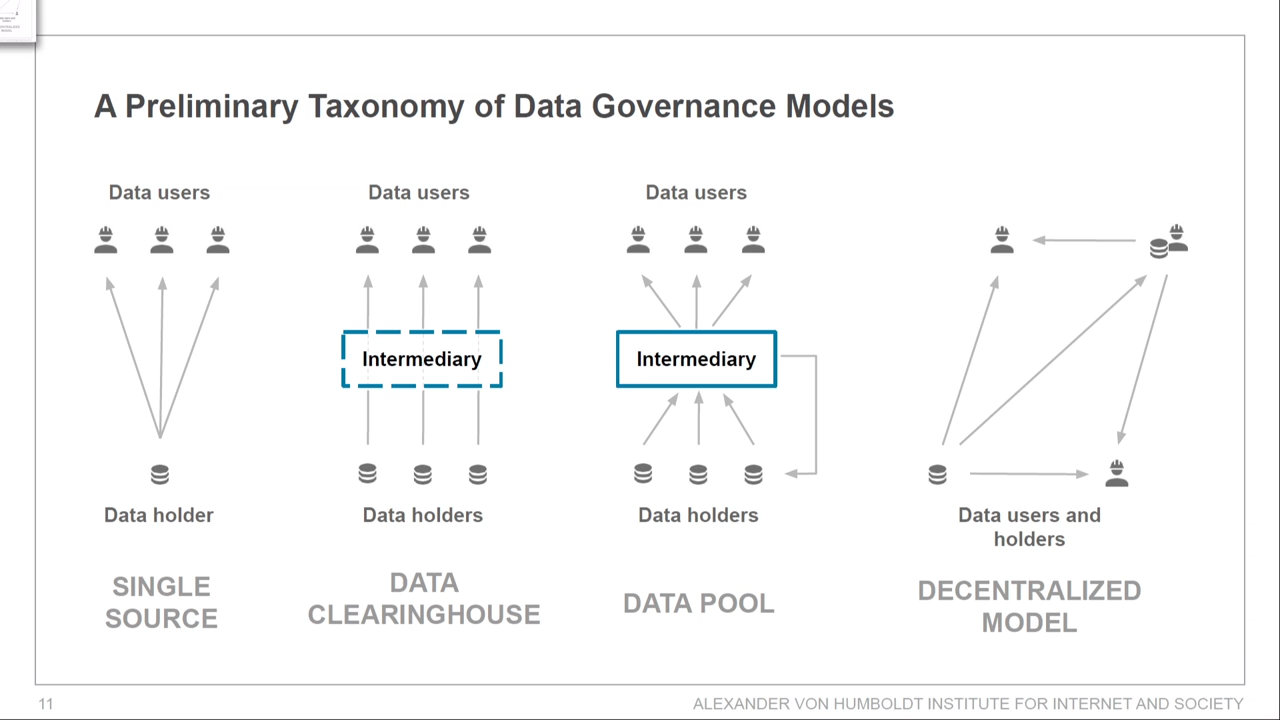 A Preliminary Taxonomy of Data Governance Models
Data users
Data users
Data users
Intermediary
Intermediary
Data holder
Data holders
Data holders
Data users and
holders
SINGLE
SOURCE
DATA
CLEARINGHOUSE
DATA POOL
DECENTRALIZED
MODEL
11
ALEXANDER VON HUMBOLDT INSTITUTE FOR INTERNET AND SOCIETY